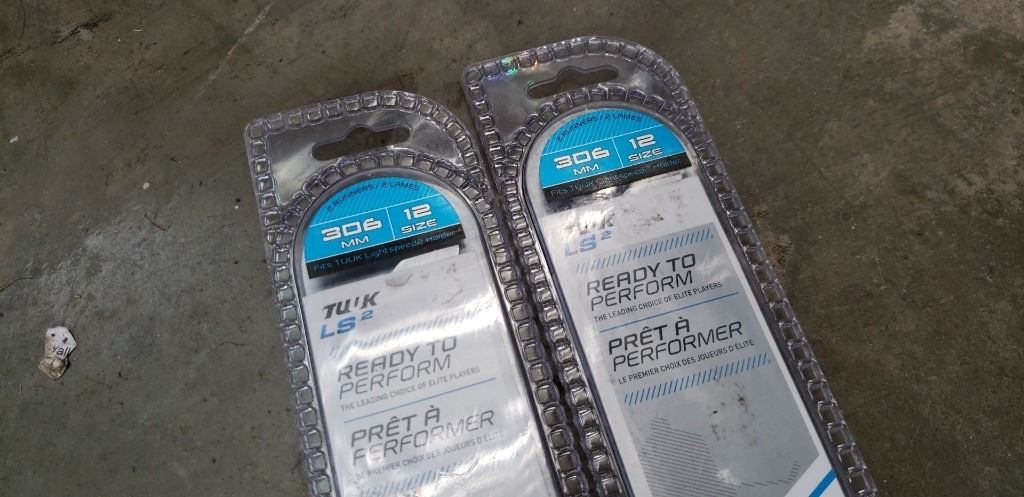 2 RUNNERS / 2 LAMES
306 MM
12 SIZE
Fits TUUK Lightspeed2 Holder
TUUK
LS2
READY TO
PERFORM
THE LEADING CHOICE OF ELITE PLAYERS
PRÊT À
PERFORMER
LE PREMIER CHOIX DES JOUEURS D'ÉLITE
2 RUNNERS / 2 LAMES
306 MM
12 SIZE
Fits TUUK Lightspeed2 Holder
LS2
READY TO
PERFORM
THE LEADING CHOICE OF ELITE PLAYERS
PRÊT À
PERFORMER
LE PREMIER CHOIX DES JOUEURS D'ÉLITE